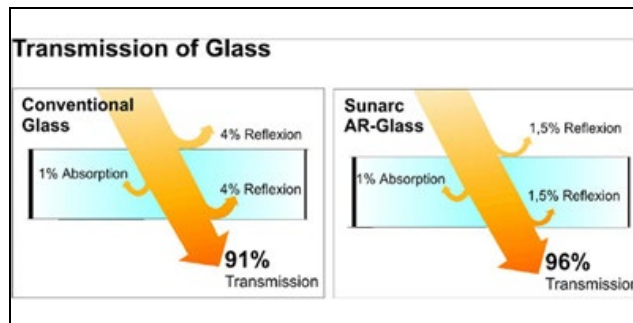 Transmission of Glass
Conventional
Glass
4% Reflexion
1% Absorption
4% Reflexion
91%
Transmission
Sunarc
AR-Glass
1,5% Reflexion
1% Absorption
1,5% Reflexion
96%
Transmission